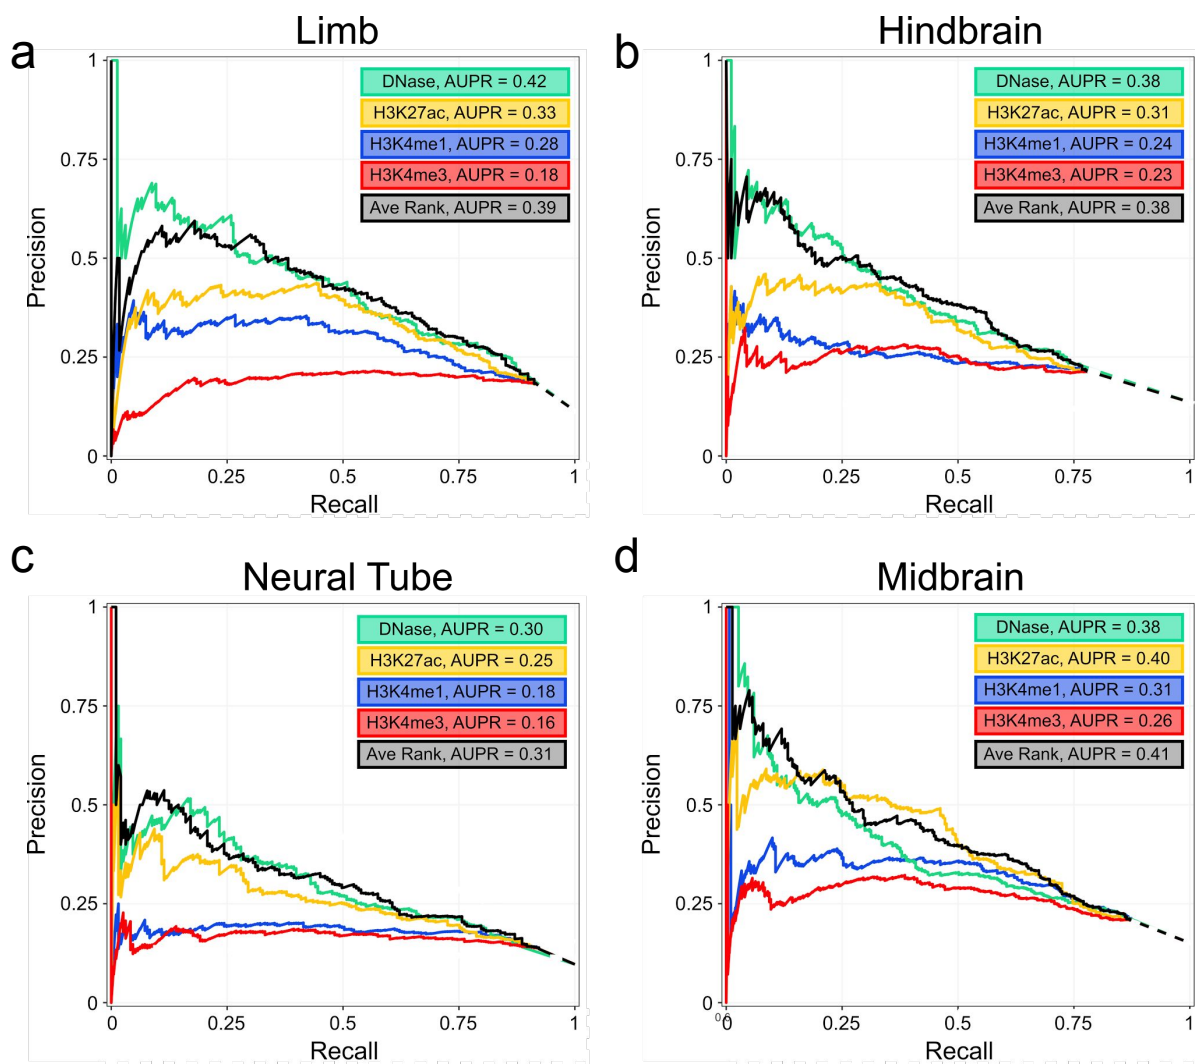 a
Limb
1
0.75
0.5
0.25
0
Precision
DNase, AUPR = 0.42
H3K27ac, AUPR = 0.33
H3K4me1, AUPR = 0.28
H3K4me3, AUPR = 0.18
Ave Rank, AUPR = 0.39
0 0.25 0.5 0.75 1
Recall
b
Hindbrain
1
0.75
0.5
0.25
0
Precision
DNase, AUPR = 0.38
H3K27ac, AUPR = 0.31
H3K4me1, AUPR = 0.24
H3K4me3, AUPR = 0.23
Ave Rank, AUPR = 0.38
0 0.25 0.5 0.75 1
Recall
c
Neural Tube
1
0.75
0.5
0.25
0
Precision
DNase, AUPR = 0.30
H3K27ac, AUPR = 0.25
H3K4me1, AUPR = 0.18
H3K4me3, AUPR = 0.16
Ave Rank, AUPR = 0.31
0 0.25 0.5 0.75 1
Recall
d
Midbrain
1
0.75
0.5
0.25
0
Precision
DNase, AUPR = 0.38
H3K27ac, AUPR = 0.40
H3K4me1, AUPR = 0.31
H3K4me3, AUPR = 0.26
Ave Rank, AUPR = 0.41
0.25 0.5 0.75 1
Recall